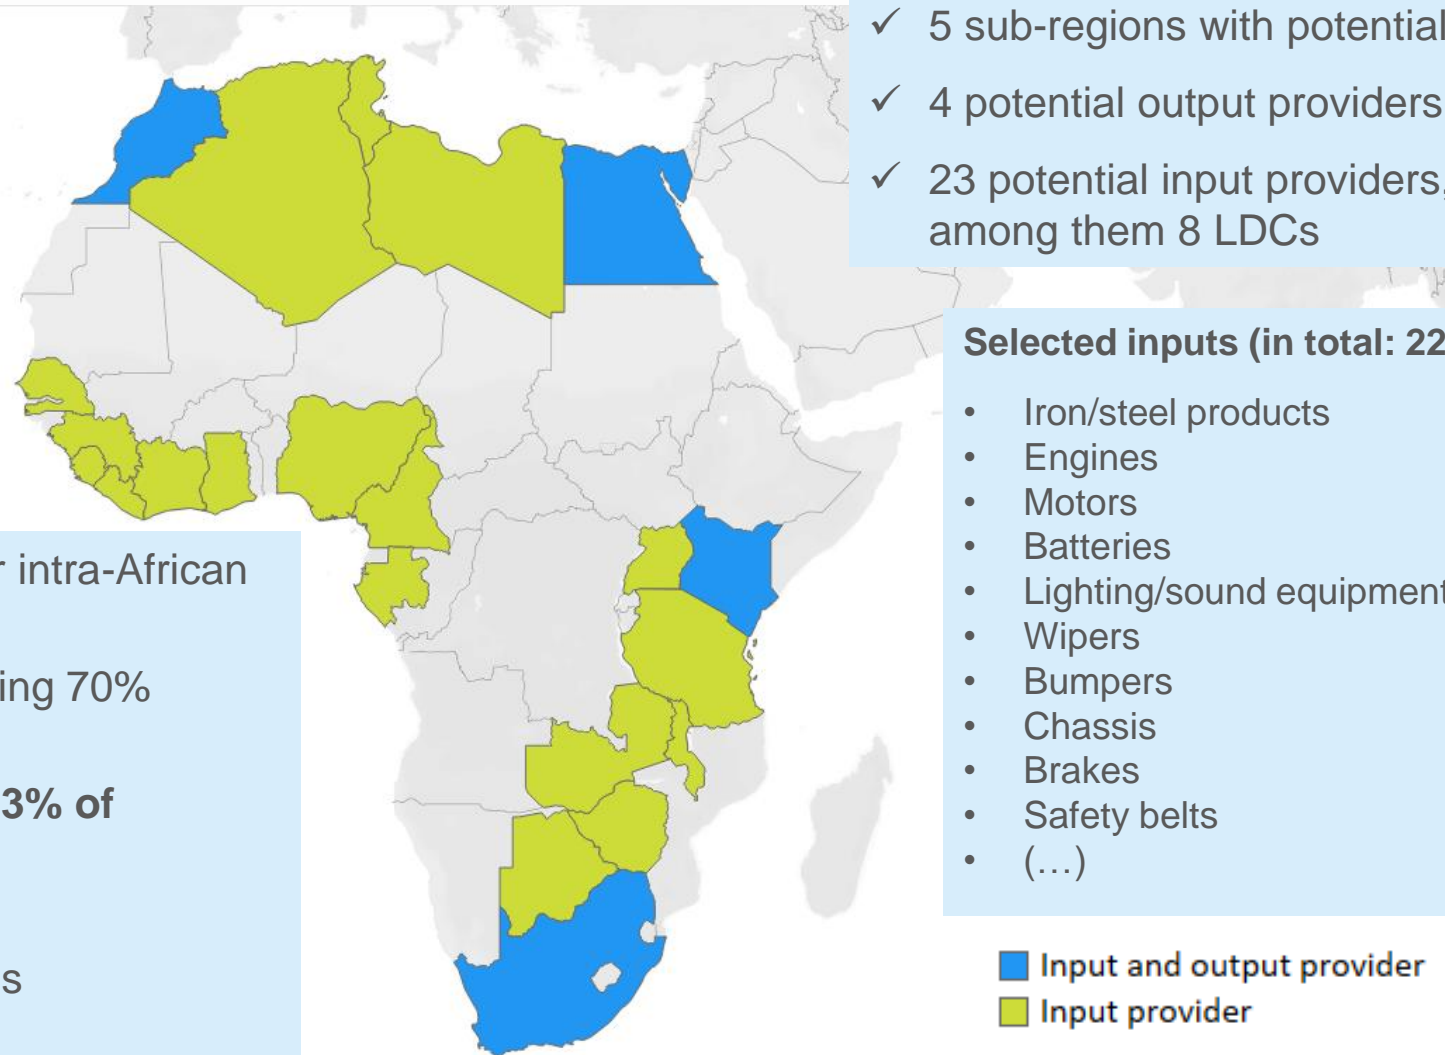 ✓ 5 sub-regions with potential
✓ 4 potential output providers
✓ 23 potential input providers,
among them 8 LDCs
Selected inputs (in total: 22
• Iron/steel products
• Engines
• Motors
• Batteries
• Lighting/sound equipment
• Wipers
• Bumpers
• Chassis
• Brakes
• Safety belts
• (…)
intra-African
70%
3% of
Input and output provider
Input provider